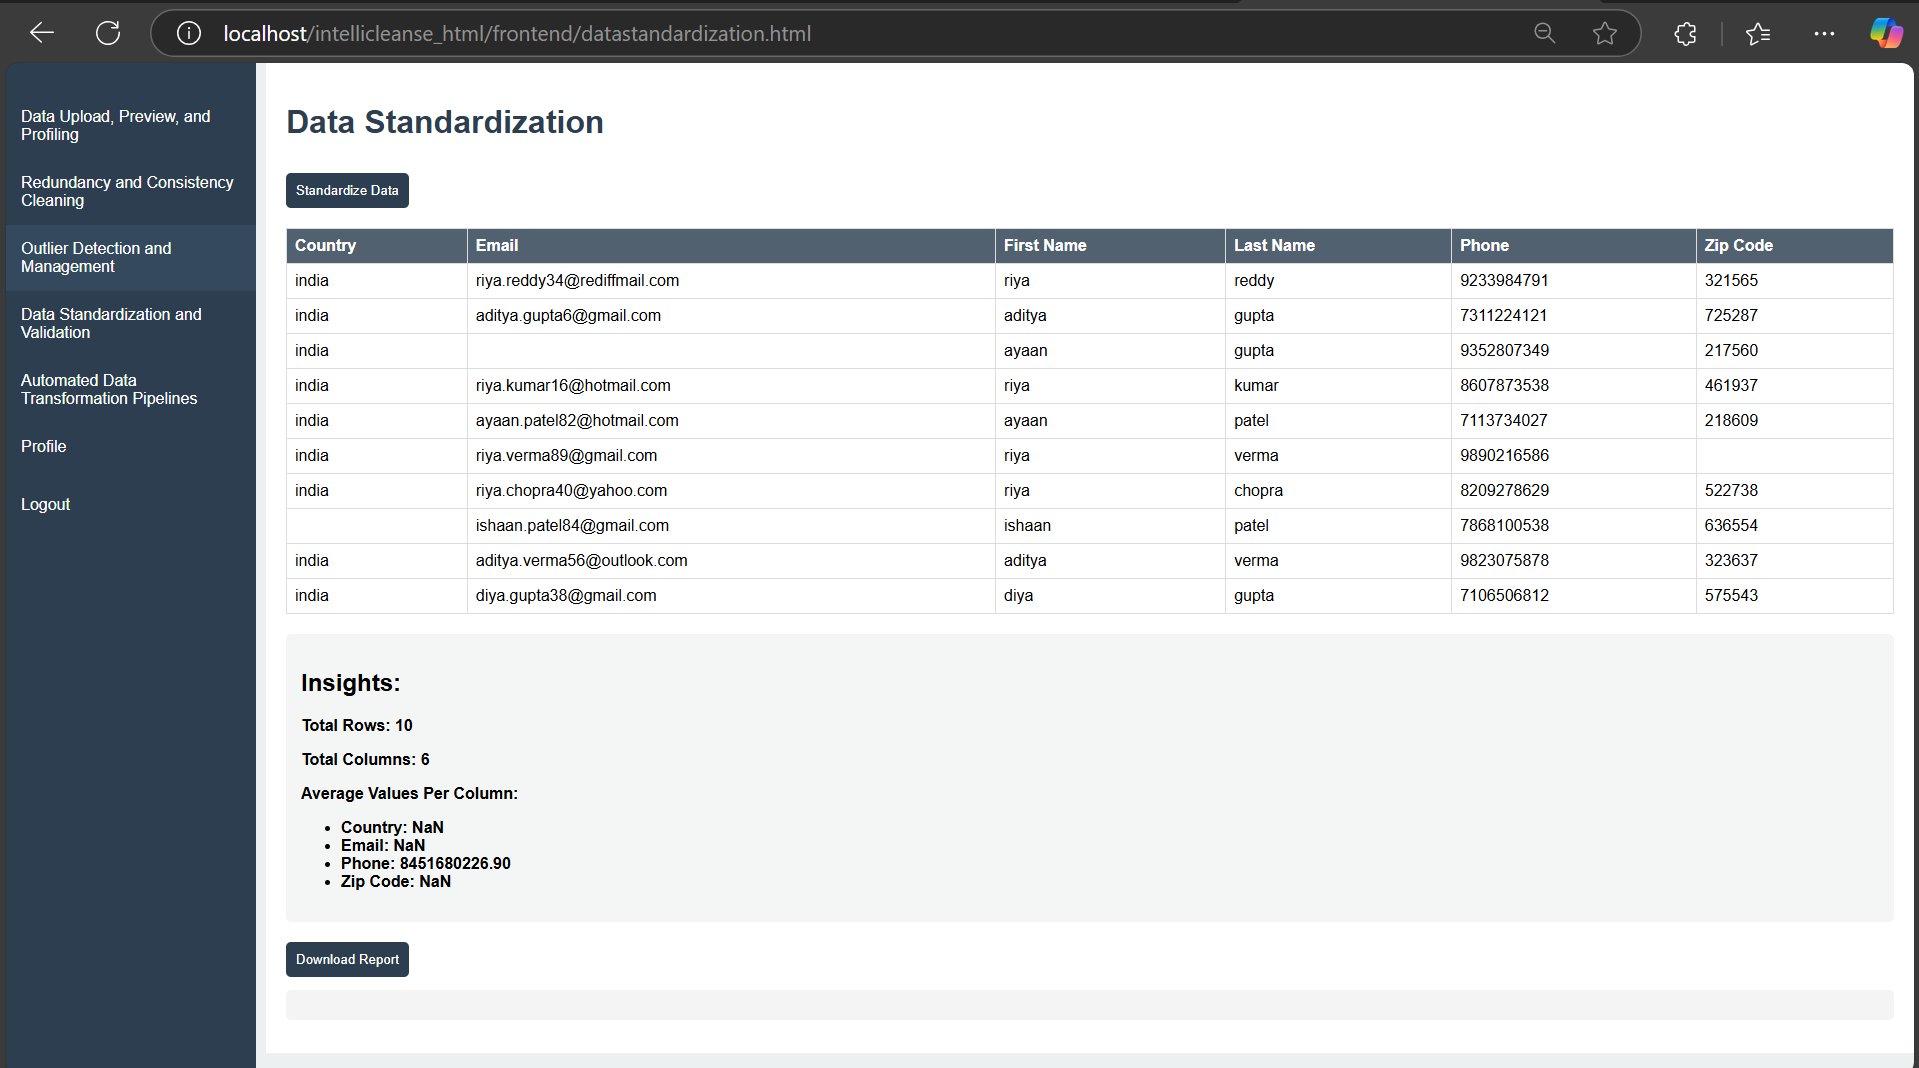 localhost/intellicleanse_html/frontend/datastandardization.html
Data Upload, Preview, and
Profiling
Redundancy and Consistency
Cleaning
Outlier Detection and
Management
Data Standardization and
Validation
Automated Data
Transformation Pipelines
Profile
Logout
Data Standardization
Standardize Data
Country Email First Name Last Name Phone Zip Code
india riya.reddy34@rediffmail.com riya reddy 9233984791 321565
india aditya.gupta6@gmail.com aditya gupta 7311224121 725287
india ayaan gupta 9352807349 217560
india riya.kumar16@hotmail.com riya kumar 8607873538 461937
india ayaan.patel82@hotmail.com ayaan patel 7113734027 218609
india riya.verma89@gmail.com riya verma 9890216586
india riya.chopra40@yahoo.com riya chopra 8209278629 522738
ishaan.patel84@gmail.com ishaan patel 7868100538 636554
india aditya.verma56@outlook.com aditya verma 9823075878 323637
india diya.gupta38@gmail.com diya gupta 7106506812 575543
Insights:
Total Rows: 10
Total Columns: 6
Average Values Per Column:
• Country: NaN
• Email: NaN
• Phone: 8451680226.90
• Zip Code: NaN
Download Report